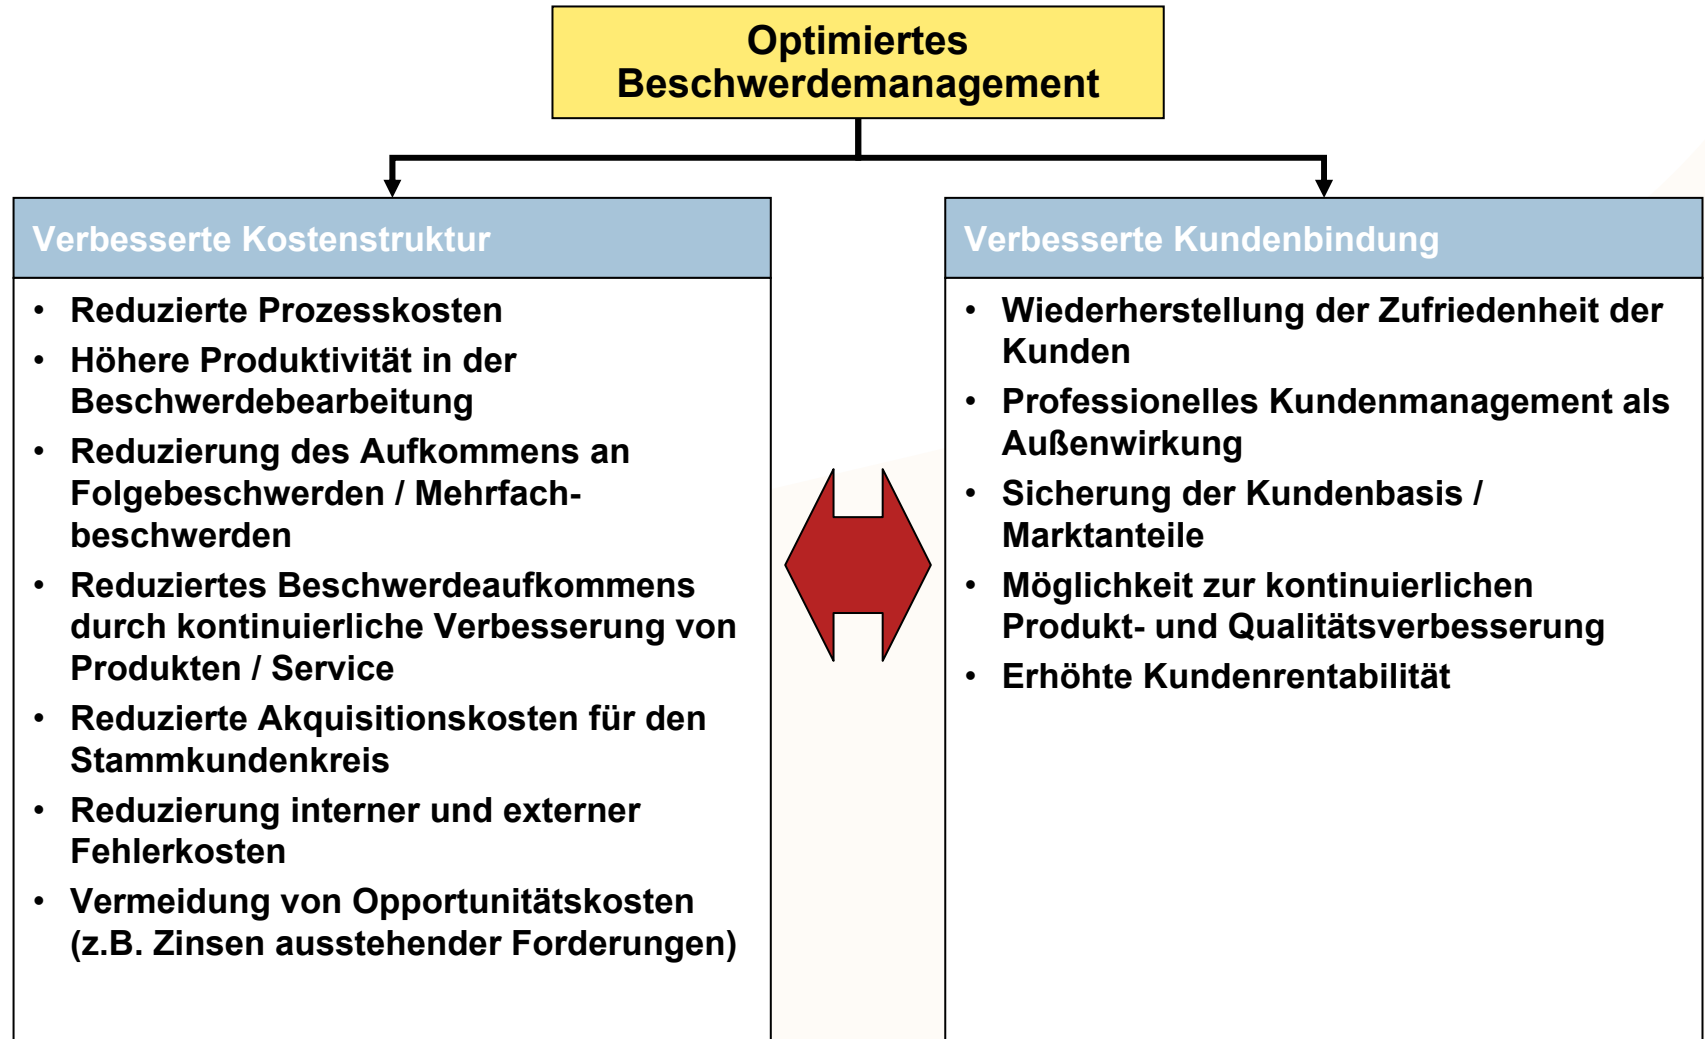 Optimiertes
Beschwerdemanagement
Verbesserte Kostenstruktur
• Reduzierte Prozesskosten
• Höhere Produktivität in der
Beschwerdebearbeitung
• Reduzierung des Aufkommens an
Folgebeschwerden / Mehrfach-
beschwerden
• Reduziertes Beschwerdeaufkommens
durch kontinuierliche Verbesserung von
Produkten / Service
• Reduzierte Akquisitionskosten für den
Stammkundenkreis
• Reduzierung interner und externer
Fehlerkosten
• Vermeidung von Opportunitätskosten
(z.B. Zinsen ausstehender Forderungen)
Verbesserte Kundenbindung
• Wiederherstellung der Zufriedenheit der
Kunden
• Professionelles Kundenmanagement als
Außenwirkung
• Sicherung der Kundenbasis /
Marktanteile
• Möglichkeit zur kontinuierlichen
Produkt- und Qualitätsverbesserung
• Erhöhte Kundenrentabilität